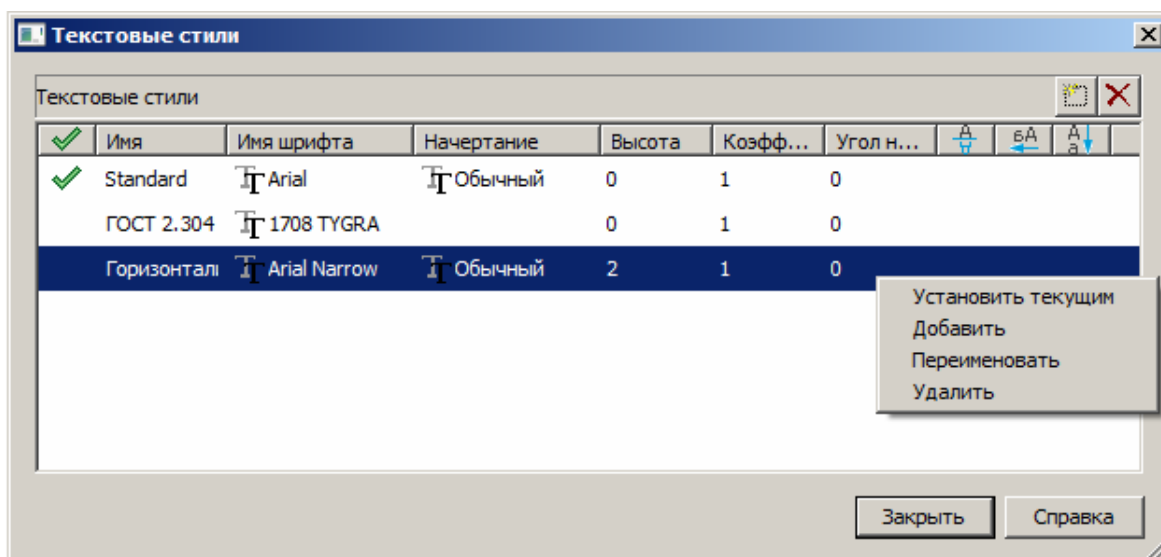 Текстовые стили
Текстовые стили
Имя Имя шрифта Начертание Высота Коэфф... Угол н...
Standard Arial Обычный 0 1 0
ГОСТ 2.304 1708 TYGRA 0 1 0
Горизонтал Arial Narrow Обычный 2 1 0
Установить текущим
Добавить
Переименовать
Удалить
Закрыть Справка